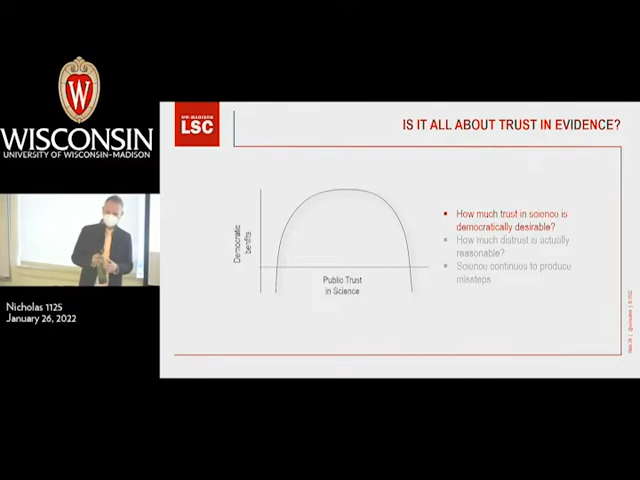 W
WISCONSIN
UNIVERSITY OF WISCONSIN–MADISON
UW-MADISON
LSC
IS IT ALL ABOUT TRUST IN EVIDENCE?
Democratic
benifits
Public Trust
in Science
How much trust in science is
democratically desirable?
How much distrust is actually
reasonable?
Science continues to produce
missteps
Nicholas 1125
January 26, 2022